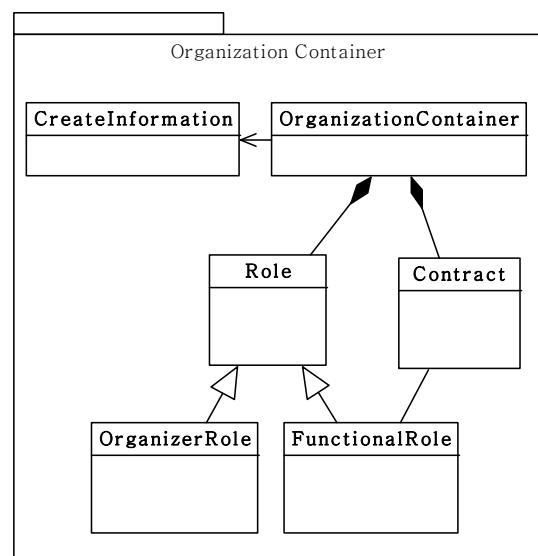 Organization Container
CreateInformation
OrganizationContainer
Role
Contract
OrganizerRole
FunctionalRole